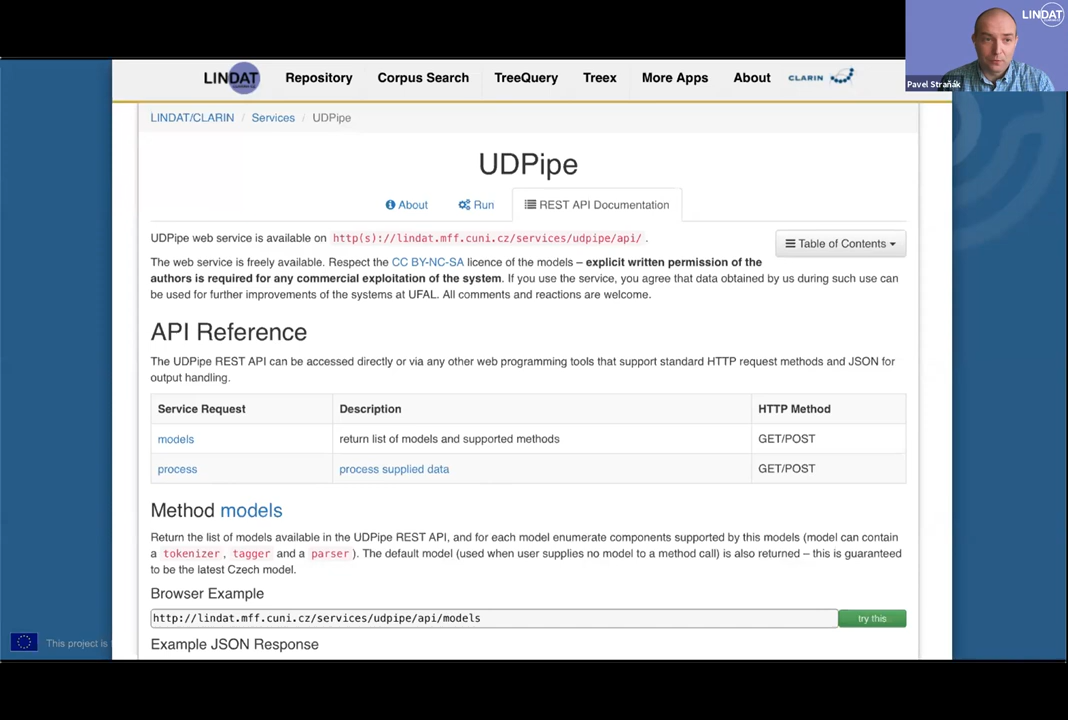 LINDAT
Pavel Straňák
LINDAT Repository Corpus Search TreeQuery Treex More Apps About CLARIN
LINDAT/CLARIN / Services / UDPipe
UDPipe
About Run REST API Documentation
UDPipe web service is available on http(s)://lindat.mff.cuni.cz/services/udpipe/api/ .
Table of Contents
The web service is freely available. Respect the CC BY-NC-SA licence of the models – explicit written permission of the
authors is required for any commercial exploitation of the system. If you use the service, you agree that data obtained by us during such use can
be used for further improvements of the systems at UFAL. All comments and reactions are welcome.
API Reference
The UDPipe REST API can be accessed directly or via any other web programming tools that support standard HTTP request methods and JSON for
output handling.
Service Request Description HTTP Method
models return list of models and supported methods GET/POST
process process supplied data GET/POST
Method models
Return the list of models available in the UDPipe REST API, and for each model enumerate components supported by this models (model can contain
a tokenizer, tagger and a parser). The default model (used when user supplies no model to a method call) is also returned – this is guaranteed
to be the latest Czech model.
Browser Example
http://lindat.mff.cuni.cz/services/udpipe/api/models try this
This project is
Example JSON Response